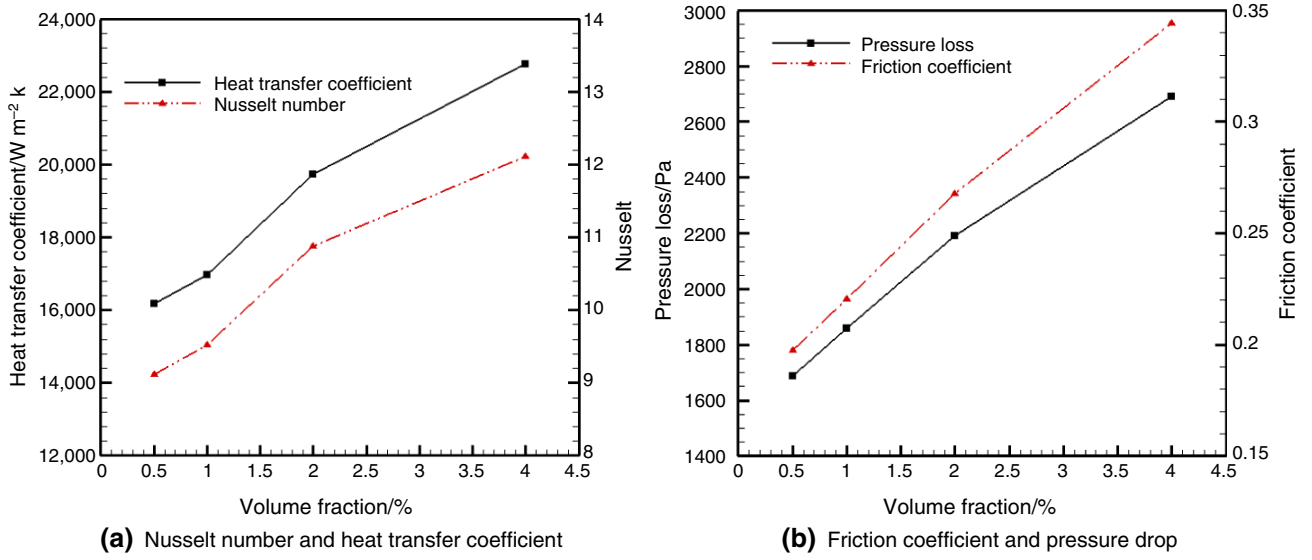 24,000
22,000
20,000
18,000
16,000
14,000
12,000
Heat transfer coefficient/W m⁻² k
Heat transfer coefficient
Nusselt number
14
13
12
11
10
9
8
Nusselt
0 0.5 1 1.5 2 2.5 3 3.5 4 4.5
Volume fraction/%
(a) Nusselt number and heat transfer coefficient
3000
2800
2600
2400
2200
2000
1800
1600
1400
Pressure loss/Pa
Pressure loss
Friction coefficient
0.35
0.3
0.25
0.2
0.15
Friction coefficient
0 0.5 1 1.5 2 2.5 3 3.5 4 4.5
Volume fraction/%
(b) Friction coefficient and pressure drop